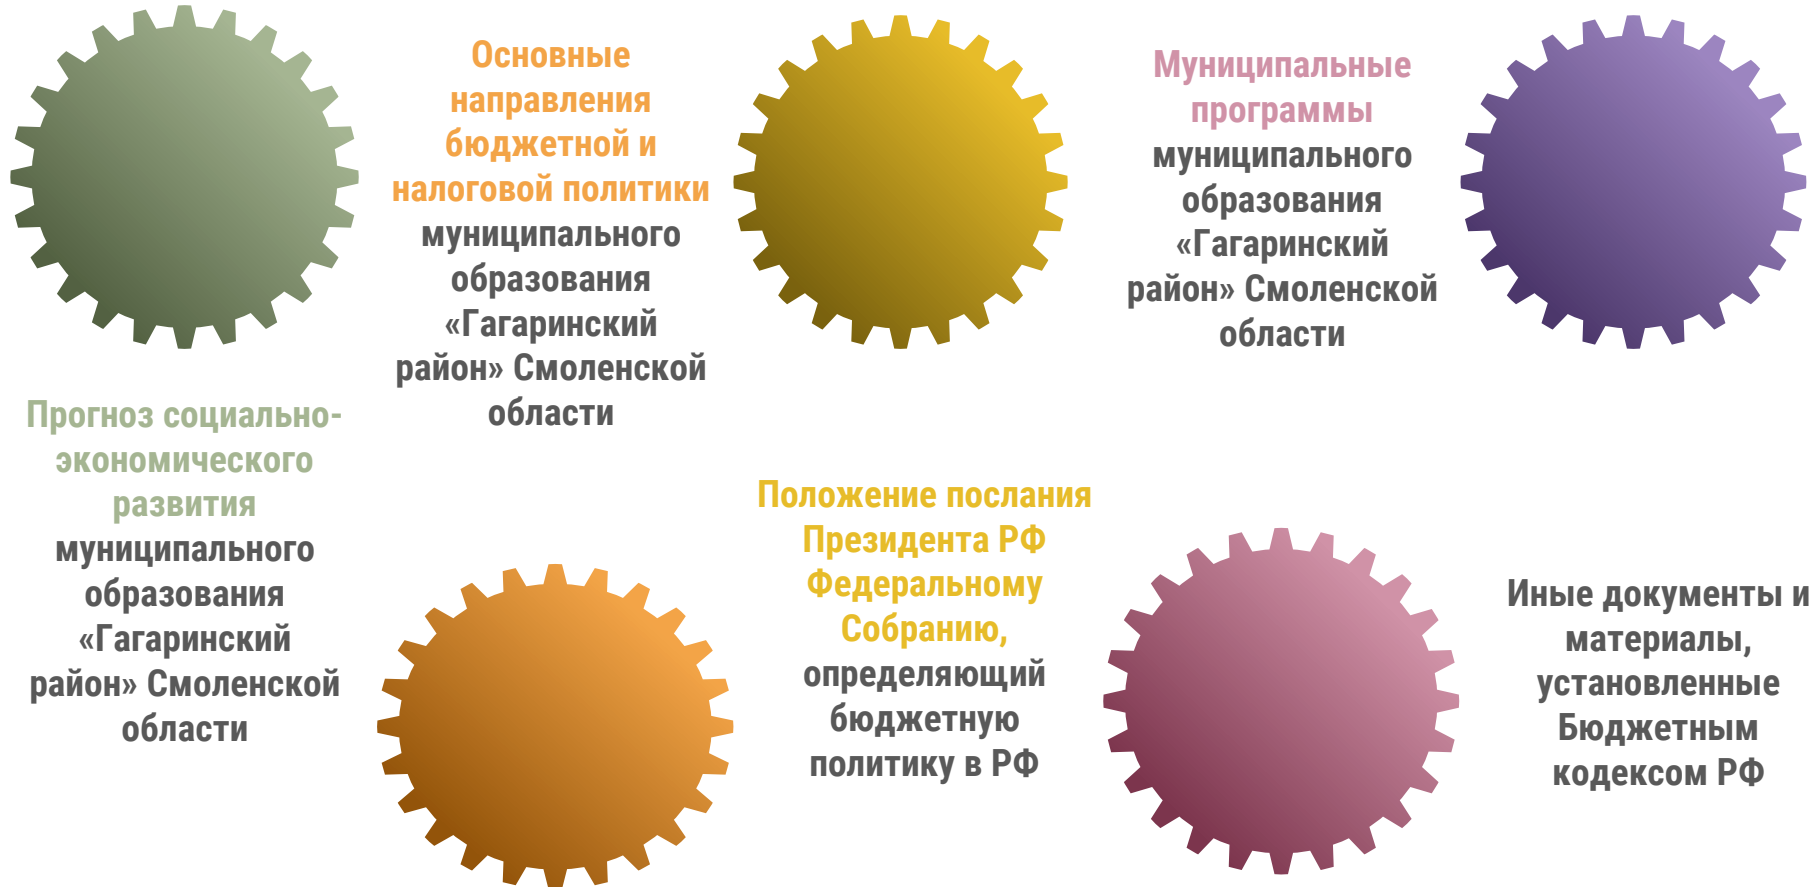 Прогноз социально-
экономического
развития
муниципального
образования
«Гагаринский
район» Смоленской
области
Основные
направления
бюджетной и
налоговой политики
муниципального
образования
«Гагаринский
район» Смоленской
области
Положение послания
Президента РФ
Федеральному
Собранию,
определяющий
бюджетную
политику в РФ
Муниципальные
программы
муниципального
образования
«Гагаринский
район» Смоленской
области
Иные документы и
материалы,
установленные
Бюджетным
кодексом РФ